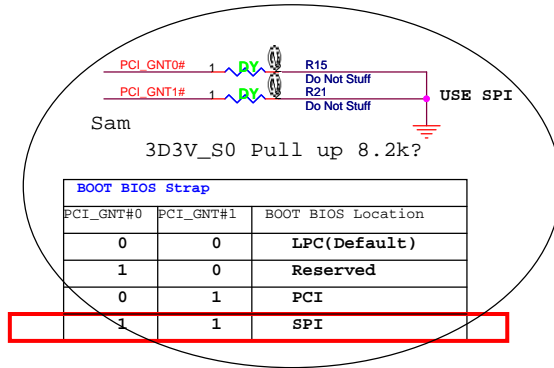 PCI_GNT0# 1 DY 2 R15
Do Not Stuff
PCI_GNT1# 1 DY 2 R21
Do Not Stuff
USE SPI
Sam
3D3V_S0 Pull up 8.2k?
BOOT BIOS Strap
PCI_GNT#0 PCI_GNT#1 BOOT BIOS Location
0 0 LPC(Default)
1 0 Reserved
0 1 PCI
1 1 SPI